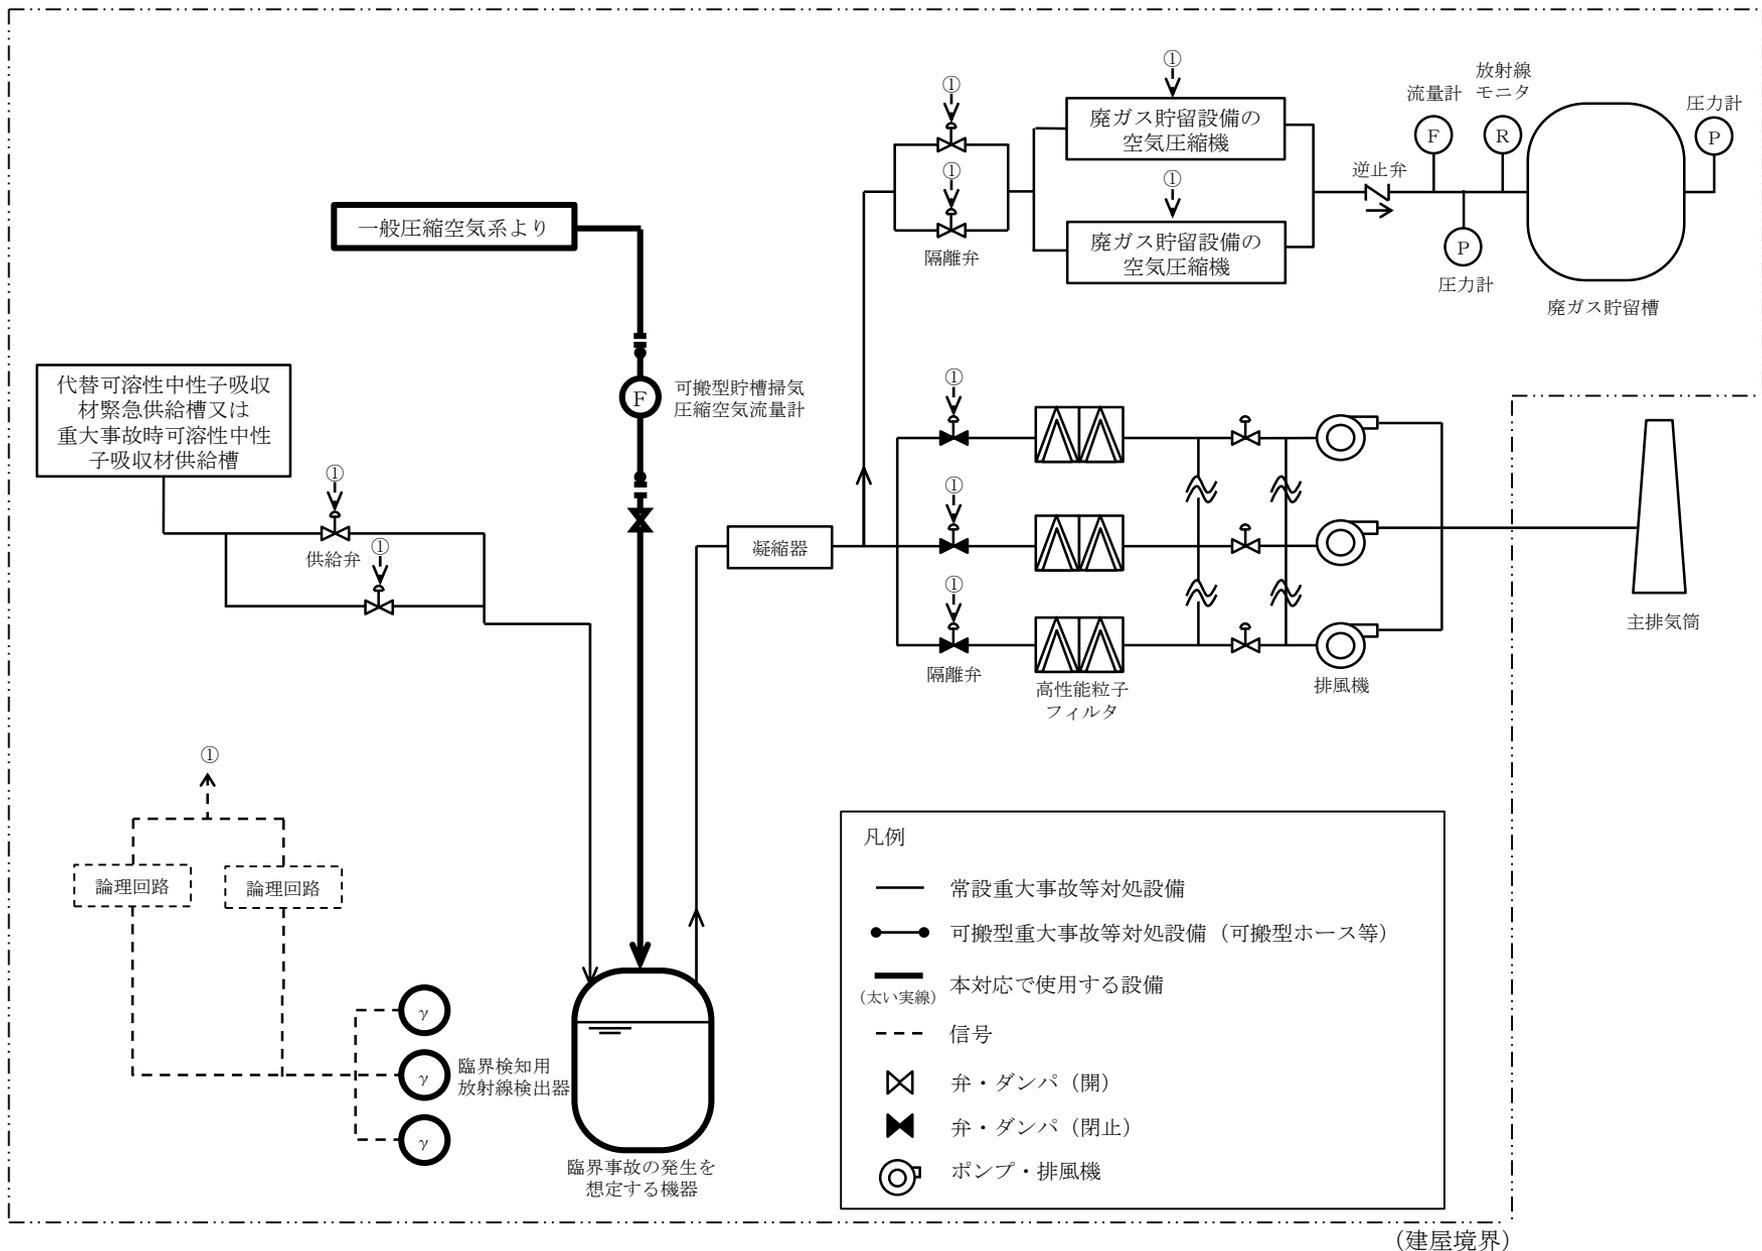 ①
放射線
モニタ
①
流量計
圧力計
廃ガス貯留設備の
空気圧縮機
F
R
P
①
①
逆止弁
一般圧縮空気系より
廃ガス貯留設備の
空気圧縮機
P
隔離弁
圧力計
廃ガス貯留槽
代替可溶性中性子吸収
材緊急供給槽又は
重大事故時可溶性中性
子吸収材供給槽
F
可搬型貯槽掃気
圧縮空気流量計
①
①
①
①
供給弁
凝縮器
①
主排気筒
隔離弁
高性能粒子
フィルタ
排風機
①
論理回路
論理回路
γ
γ
γ
臨界検知用
放射線検出器
臨界事故の発生を
想定する機器
凡例
常設重大事故等対処設備
可搬型重大事故等対処設備（可搬型ホース等）
本対応で使用する設備
（太い実線）
信号
弁・ダンパ（開）
弁・ダンパ（閉止）
ポンプ・排風機
（建屋境界）